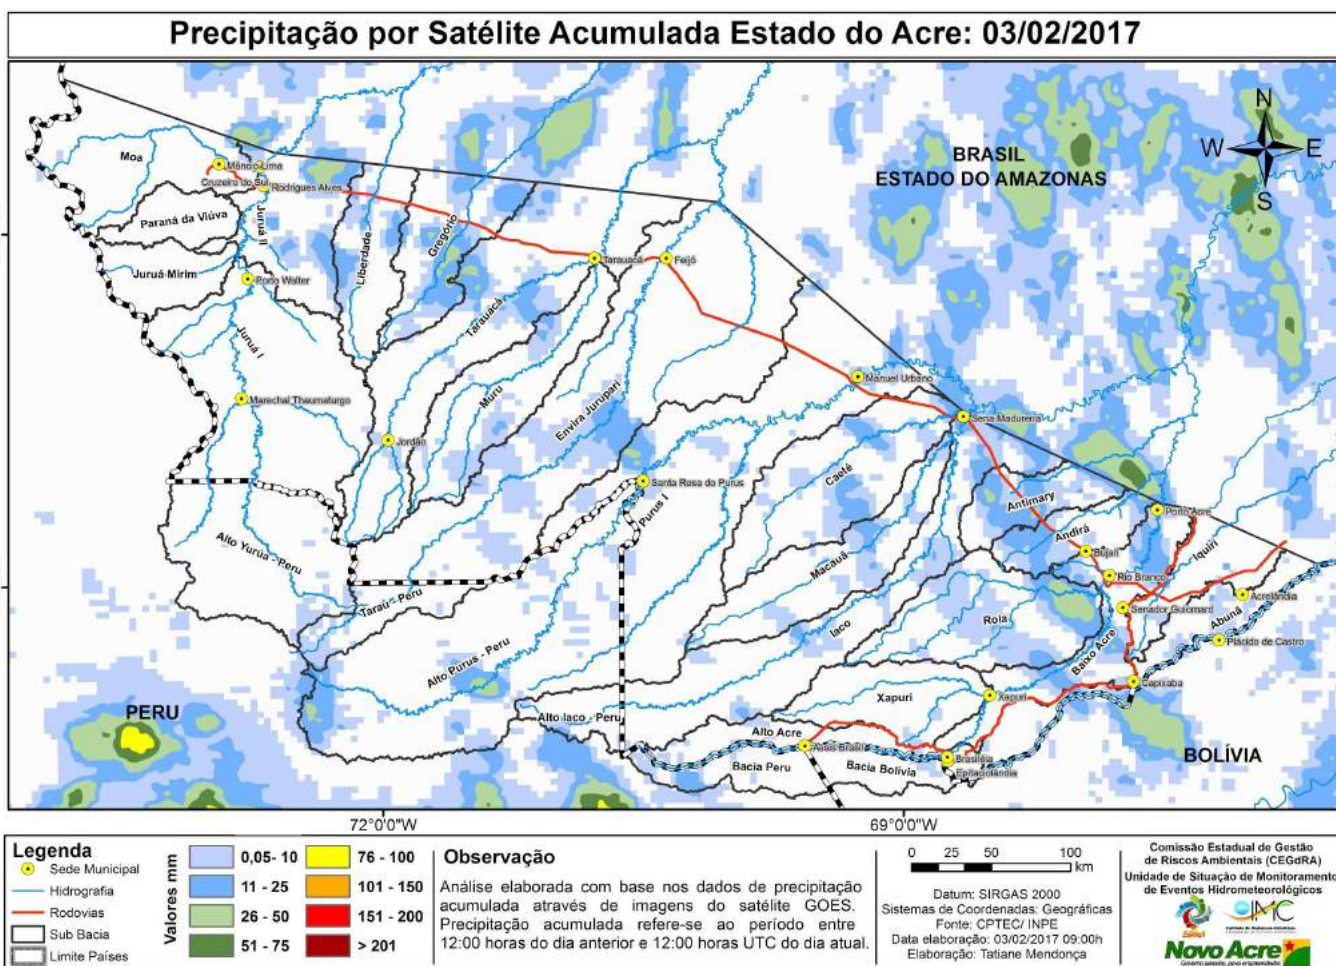 Precipitação por Satélite Acumulada Estado do Acre: 03/02/2017
N
W E
S
BRASIL
ESTADO DO AMAZONAS
Moa
Mâncio Lima
Cruzeiro do Sul
Rodrigues Alves
Paraná da Viúva
Juruá II
Liberdade
Gregório
Juruá-Mirim
Porto Walter
Tarauacá
Feijó
Tarauacá
Juruá I
Muru
Envira Jurupari
Manuel Urbano
Marechal Thaumaturgo
Jordão
Sena Madureira
Santa Rosa do Purus
Purus I
Caeté
Antimary
Porto Acre
Andirá
Bujari
Iquiri
Alto Yurúa - Peru
Macauã
Rio Branco
Taraú - Peru
Acrelândia
Senador Guiomard
Iaco
Rola
Abunã
Plácido de Castro
Alto Purus - Peru
Baixo Acre
Xapuri
Xapuri
Capixaba
PERU
Alto Iaco - Peru
Alto Acre
Assis Brasil
Bacia Peru
Bacia Bolívia
Brasiléia
Epitaciolândia
BOLÍVIA
72°0'0"W
69°0'0"W
Legenda
Sede Municipal
Hidrografia
Rodovias
Sub Bacia
Limite Países
Valores mm
0,05- 10
11 - 25
26 - 50
51 - 75
76 - 100
101 - 150
151 - 200
> 201
Observação
Análise elaborada com base nos dados de precipitação
acumulada através de imagens do satélite GOES.
Precipitação acumulada refere-se ao período entre
12:00 horas do dia anterior e 12:00 horas UTC do dia atual.
0 25 50 100
km
Datum: SIRGAS 2000
Sistemas de Coordenadas: Geográficas
Fonte: CPTEC/ INPE
Data elaboração: 03/02/2017 09:00h
Elaboração: Tatiane Mendonça
Comissão Estadual de Gestão
de Riscos Ambientais (CEGdRA)
Unidade de Situação de Monitoramento
de Eventos Hidrometeorológicos
IMC
Novo Acre